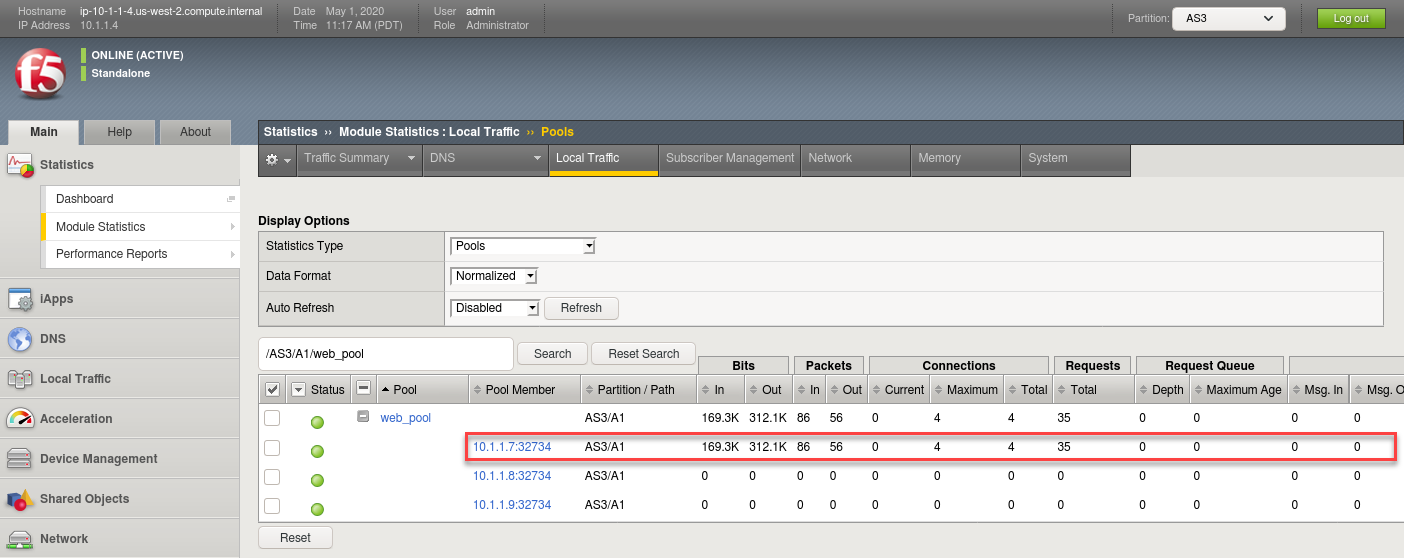 Hostname ip-10-1-1-4.us-west-2.compute.internal Date May 1, 2020 User admin
IP Address 10.1.1.4 Time 11:17 AM (PDT) Role Administrator
Partition: AS3 Log out
f5
ONLINE (ACTIVE)
Standalone
Main Help About
Statistics
Dashboard
Module Statistics
Performance Reports
iApps
DNS
Local Traffic
Acceleration
Device Management
Shared Objects
Network
Statistics ›› Module Statistics : Local Traffic ›› Pools
Traffic Summary DNS Local Traffic Subscriber Management Network Memory System
Display Options
Statistics Type Pools
Data Format Normalized
Auto Refresh Disabled Refresh
/AS3/A1/web_pool Search Reset Search
Bits Packets Connections Requests Request Queue
Status Pool Pool Member Partition / Path In Out In Out Current Maximum Total Total Depth Maximum Age Msg. In Msg. O
web_pool AS3/A1 169.3K 312.1K 86 56 0 4 4 35 0 0 0 0
10.1.1.7:32734 AS3/A1 169.3K 312.1K 86 56 0 4 4 35 0 0 0 0
10.1.1.8:32734 AS3/A1 0 0 0 0 0 0 0 0 0 0 0 0
10.1.1.9:32734 AS3/A1 0 0 0 0 0 0 0 0 0 0 0 0
Reset